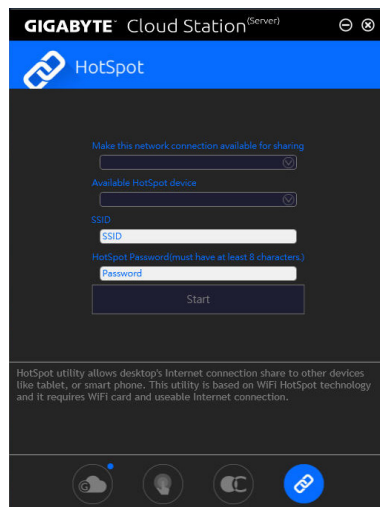 GIGABYTE™ Cloud Station(Server)
HotSpot
Make this network connection available for sharing
Available HotSpot device
SSID
SSID
HotSpot Password(must have at least 8 characters.)
Password
Start
HotSpot utility allows desktop's Internet connection share to other devices
like tablet, or smart phone. This utility is based on WiFi HotSpot technology
and it requires WiFi card and useable Internet connection.